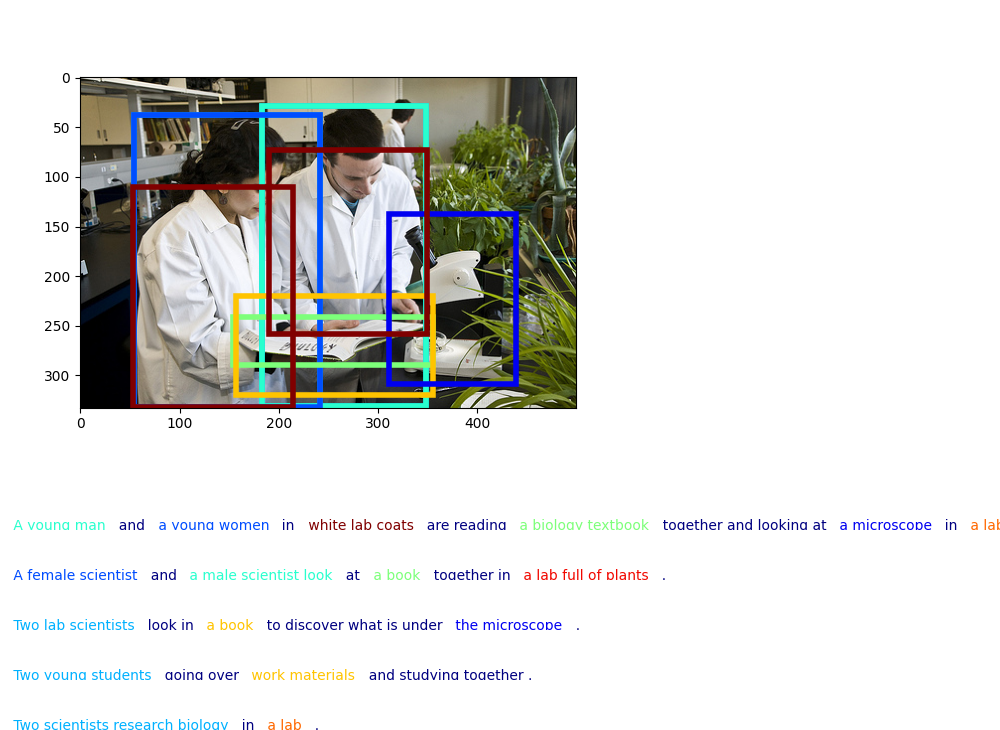 0
50
100
150
200
250
300
0 100 200 300 400
BIOLOGY
A young man and a young women in white lab coats are reading a biology textbook together and looking at a microscope in a lab
A female scientist and a male scientist look at a book together in a lab full of plants .
Two lab scientists look in a book to discover what is under the microscope .
Two young students going over work materials and studying together .
Two scientists research biology in a lab .